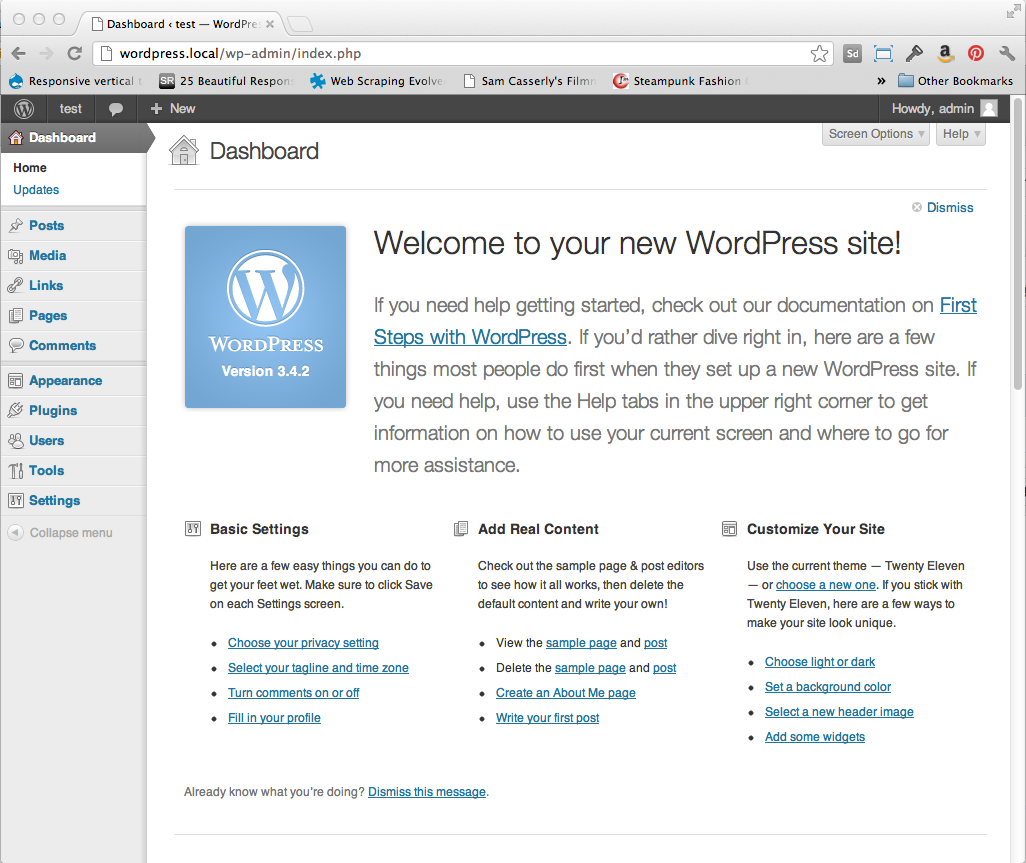 Dashboard ‹ test — WordPre
wordpress.local/wp-admin/index.php
Sd
a
Responsive vertical
SR 25 Beautiful Respon
Web Scraping Evolve
Sam Casserly's Film
Steampunk Fashion
» Other Bookmarks
test
+ New
Howdy, admin
Dashboard
Home
Updates
Posts
Media
Links
Pages
Comments
Appearance
Plugins
Users
Tools
Settings
Collapse menu
Screen Options
Help
Dashboard
Dismiss
WORDPRESS
Version 3.4.2
Welcome to your new WordPress site!
If you need help getting started, check out our documentation on First
Steps with WordPress. If you’d rather dive right in, here are a few
things most people do first when they set up a new WordPress site. If
you need help, use the Help tabs in the upper right corner to get
information on how to use your current screen and where to go for
more assistance.
Basic Settings
Here are a few easy things you can do to
get your feet wet. Make sure to click Save
on each Settings screen.
• Choose your privacy setting
• Select your tagline and time zone
• Turn comments on or off
• Fill in your profile
Add Real Content
Check out the sample page & post editors
to see how it all works, then delete the
default content and write your own!
• View the sample page and post
• Delete the sample page and post
• Create an About Me page
• Write your first post
Customize Your Site
Use the current theme — Twenty Eleven
— or choose a new one. If you stick with
Twenty Eleven, here are a few ways to
make your site look unique.
• Choose light or dark
• Set a background color
• Select a new header image
• Add some widgets
Already know what you’re doing? Dismiss this message.